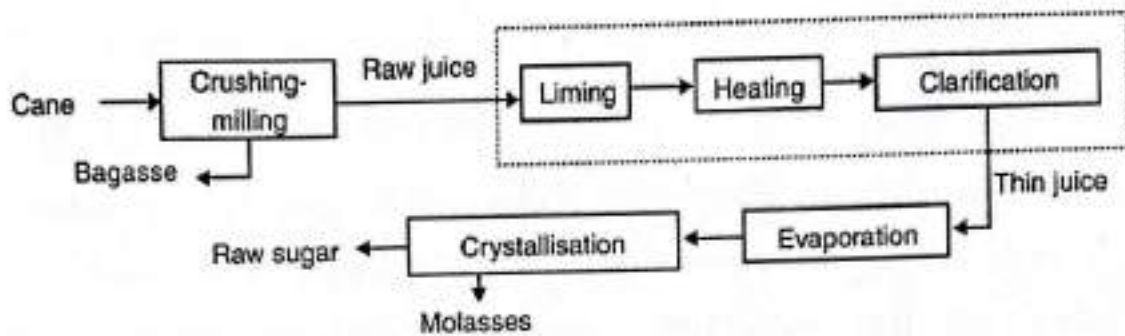 Cane
Crushing-
milling
Raw juice
Liming
Heating
Clarification
Bagasse
Thin juice
Raw sugar
Crystallisation
Evaporation
Molasses